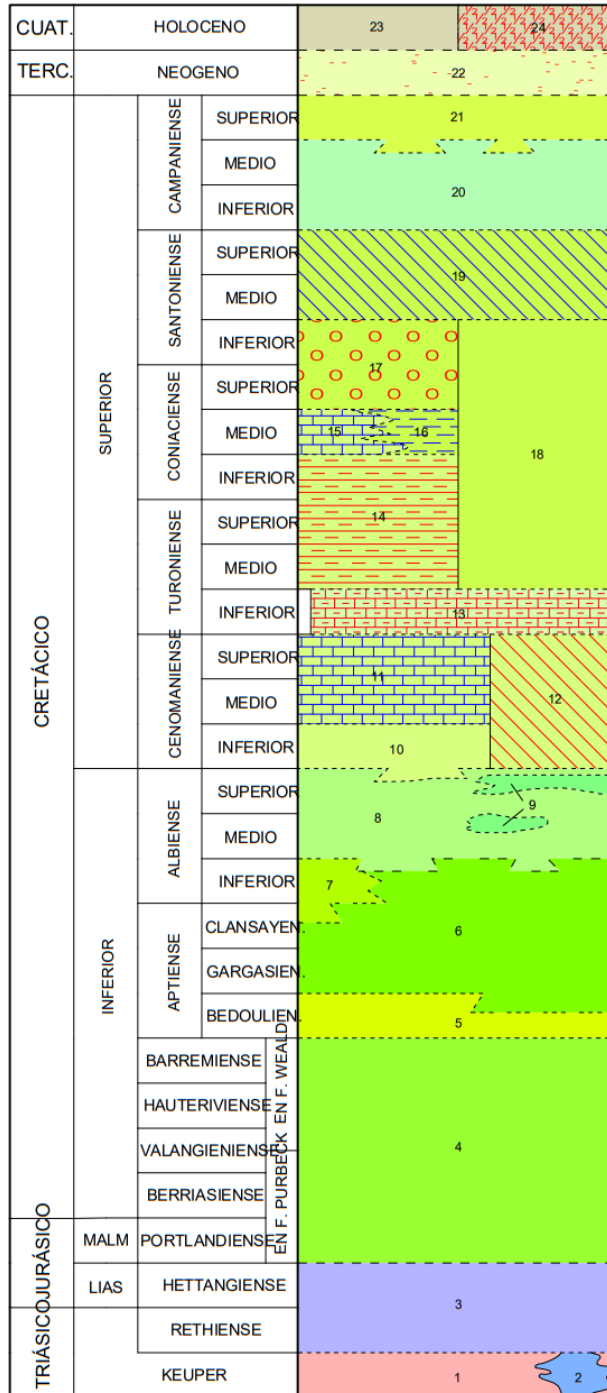 CUAT.
HOLOCENO
23
24
TERC.
NEOGENO
22
CRETÁCICO
SUPERIOR
CAMPANIENSE
SUPERIOR
21
MEDIO
20
INFERIOR
SANTONIENSE
SUPERIOR
19
MEDIO
INFERIOR
17
CONIACIENSE
SUPERIOR
MEDIO
15
16
18
INFERIOR
TURONIENSE
SUPERIOR
14
MEDIO
INFERIOR
13
CENOMANIENSE
SUPERIOR
11
MEDIO
12
INFERIOR
10
INFERIOR
ALBIENSE
SUPERIOR
8
9
MEDIO
INFERIOR
7
APTIENSE
CLANSAYEN.
6
GARGASIEN.
BEDOULIEN.
5
EN F. PURBECK
EN F. WEALD
BARREMIENSE
HAUTERIVIENSE
VALANGIENIENSE
4
BERRIASIENSE
JURÁSICO
MALM
PORTLANDIENSE
LIAS
HETTANGIENSE
3
TRIÁSICO
RETHIENSE
KEUPER
1
2